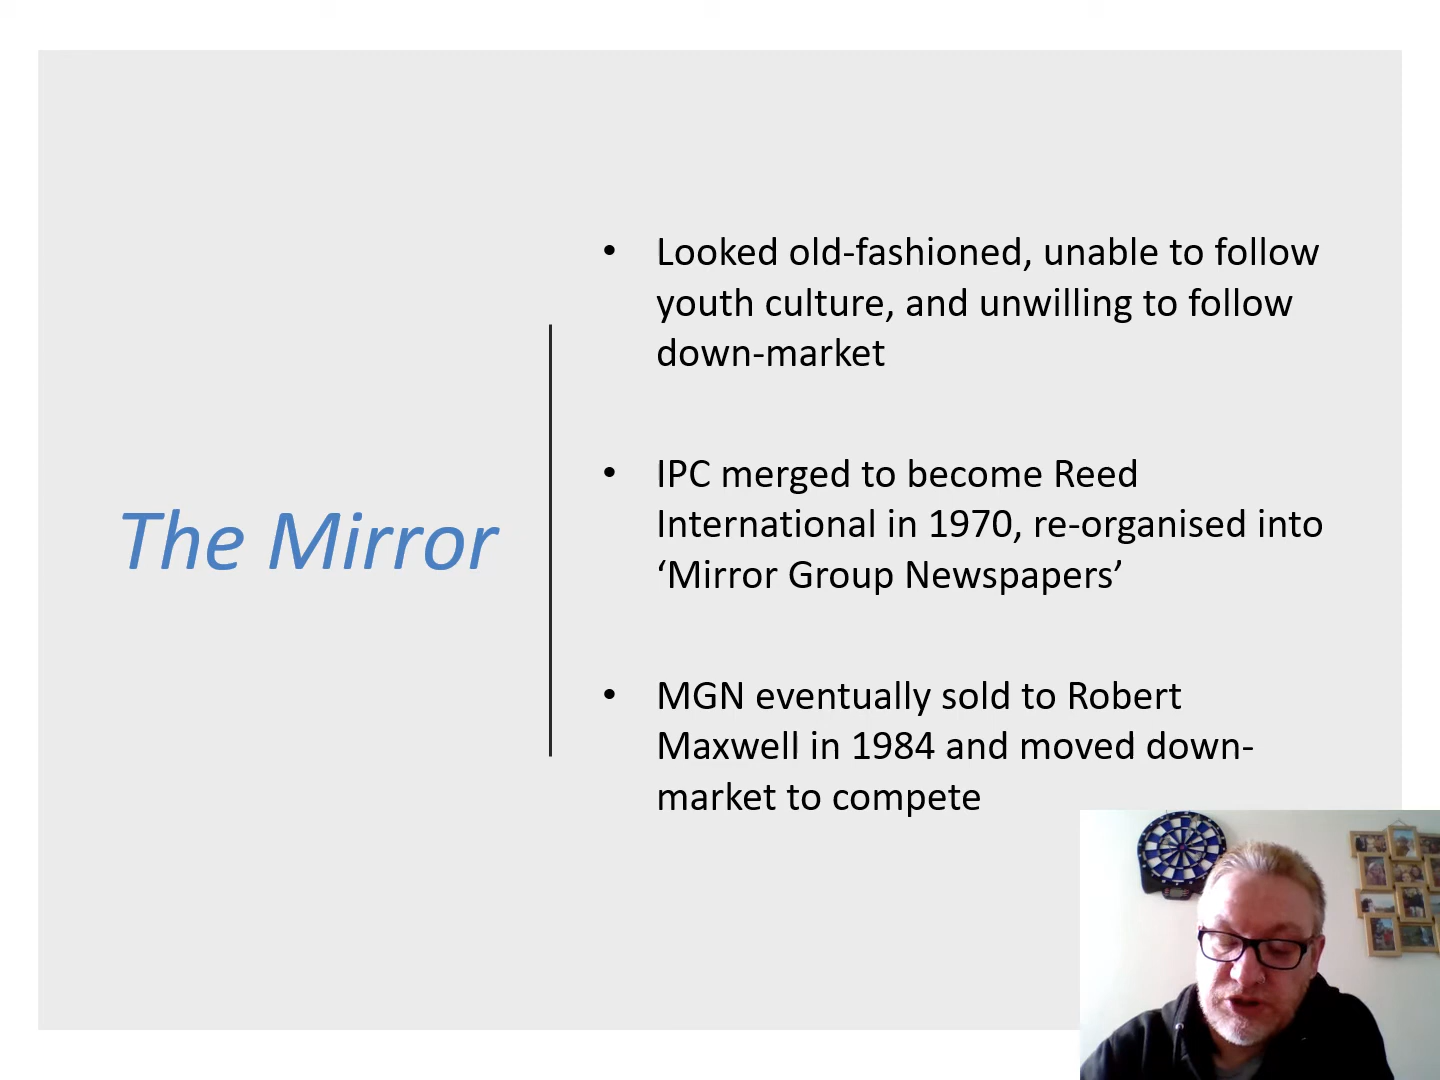 The Mirror
• Looked old-fashioned, unable to follow
youth culture, and unwilling to follow
down-market
• IPC merged to become Reed
International in 1970, re-organised into
‘Mirror Group Newspapers’
• MGN eventually sold to Robert
Maxwell in 1984 and moved down-
market to compete